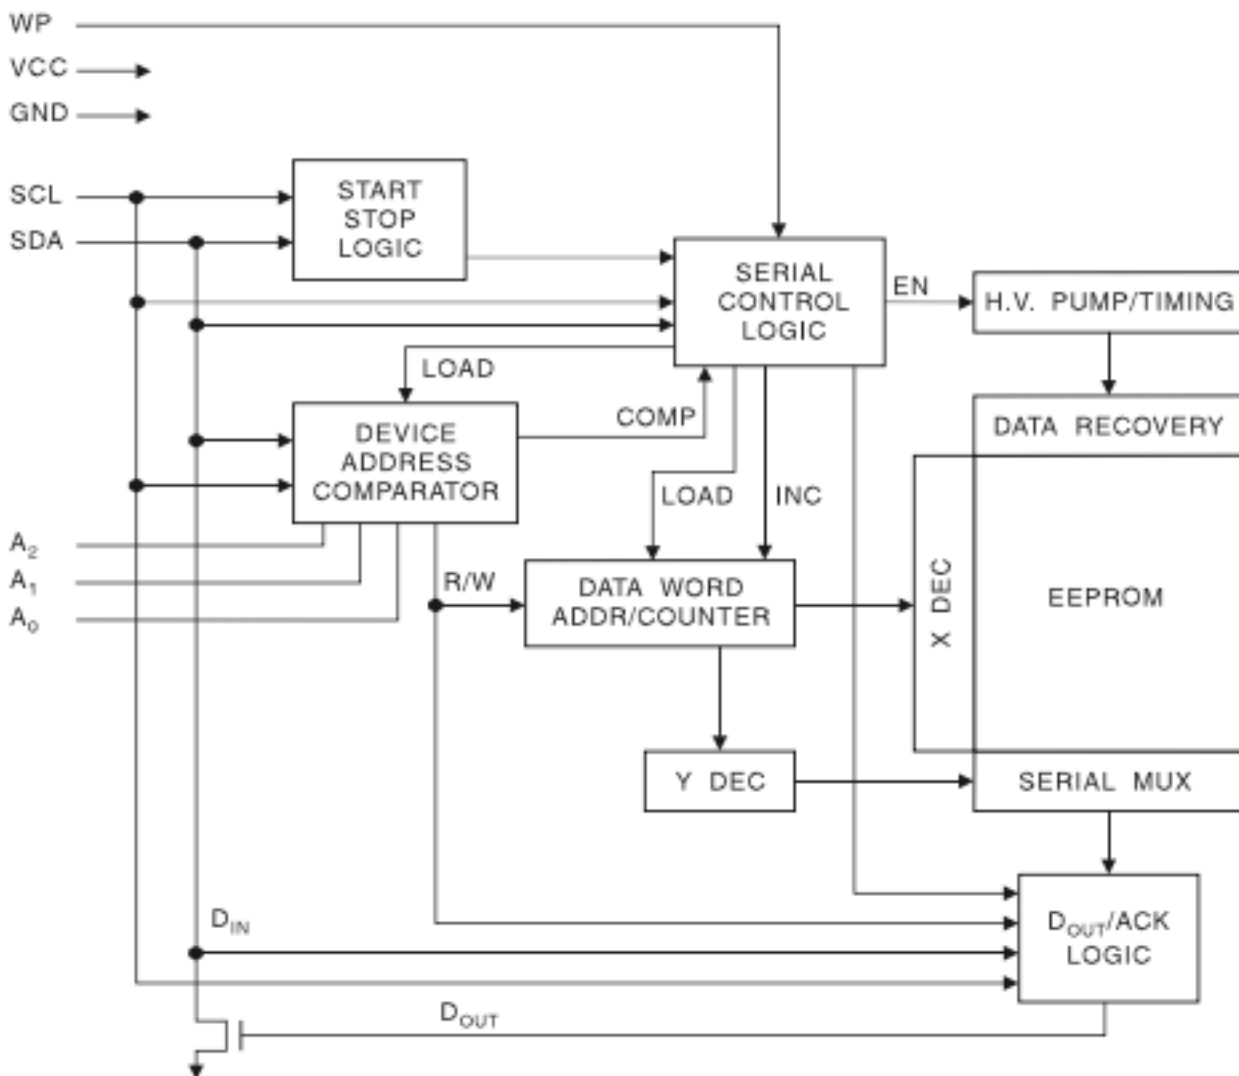 WP
VCC
GND
SCL
SDA
START
STOP
LOGIC
SERIAL
CONTROL
LOGIC
EN
H.V. PUMP/TIMING
LOAD
COMP
DEVICE
ADDRESS
COMPARATOR
DATA RECOVERY
LOAD
INC
A2
A1
A0
R/W
DATA WORD
ADDR/COUNTER
X DEC
EEPROM
Y DEC
SERIAL MUX
DIN
DOUT/ACK
LOGIC
DOUT